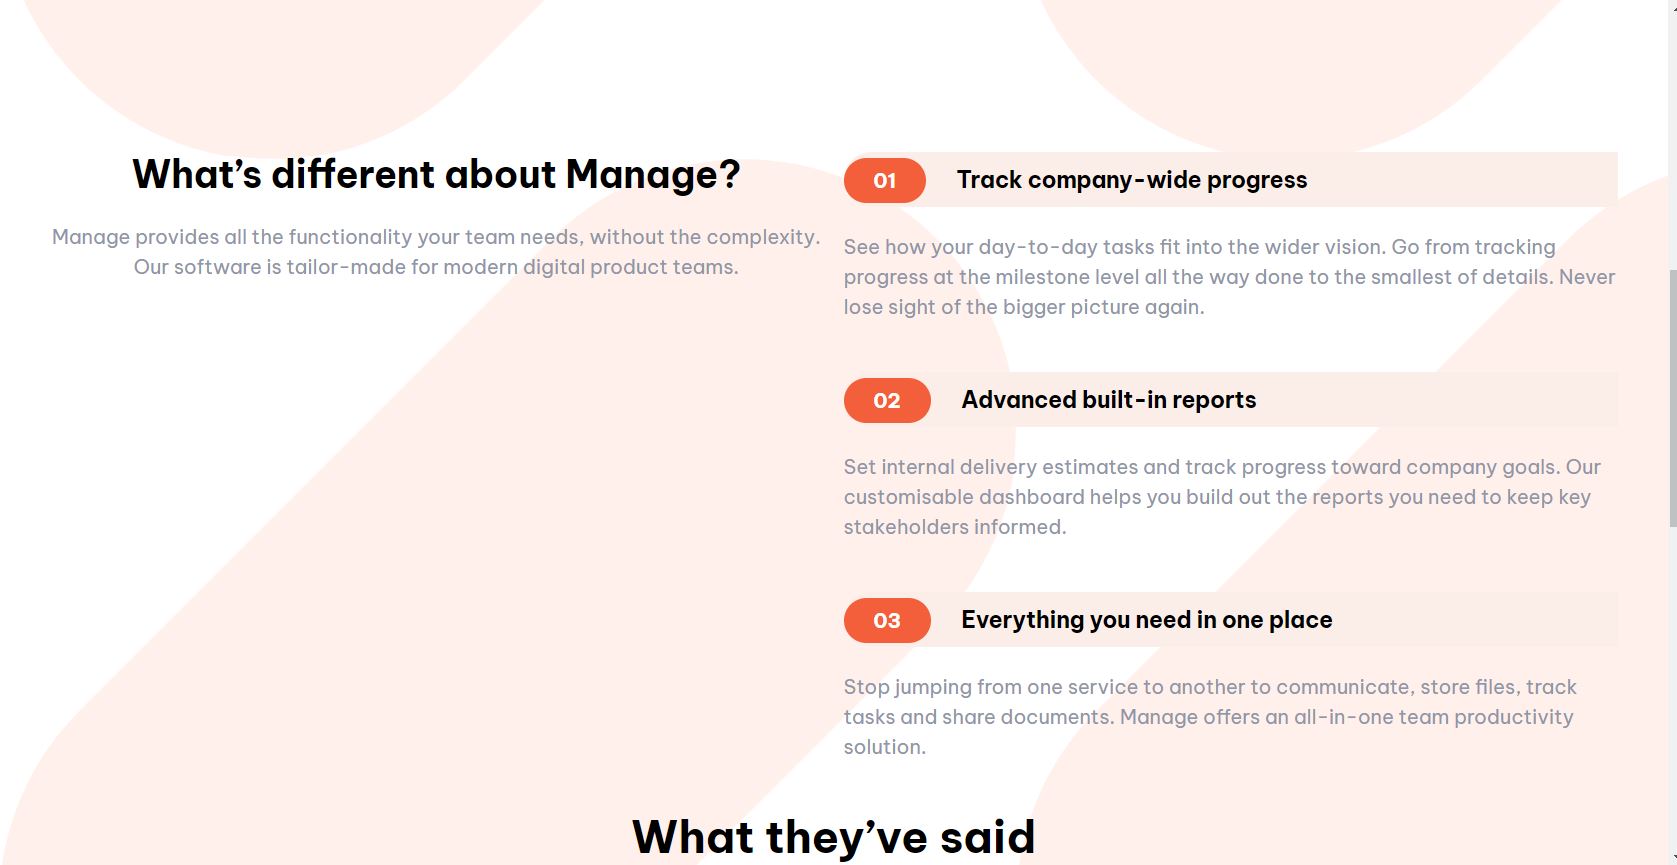 What’s different about Manage?
Manage provides all the functionality your team needs, without the complexity.
Our software is tailor-made for modern digital product teams.
01 Track company-wide progress
See how your day-to-day tasks fit into the wider vision. Go from tracking
progress at the milestone level all the way done to the smallest of details. Never
lose sight of the bigger picture again.
02 Advanced built-in reports
Set internal delivery estimates and track progress toward company goals. Our
customisable dashboard helps you build out the reports you need to keep key
stakeholders informed.
03 Everything you need in one place
Stop jumping from one service to another to communicate, store files, track
tasks and share documents. Manage offers an all-in-one team productivity
solution.
What they’ve said